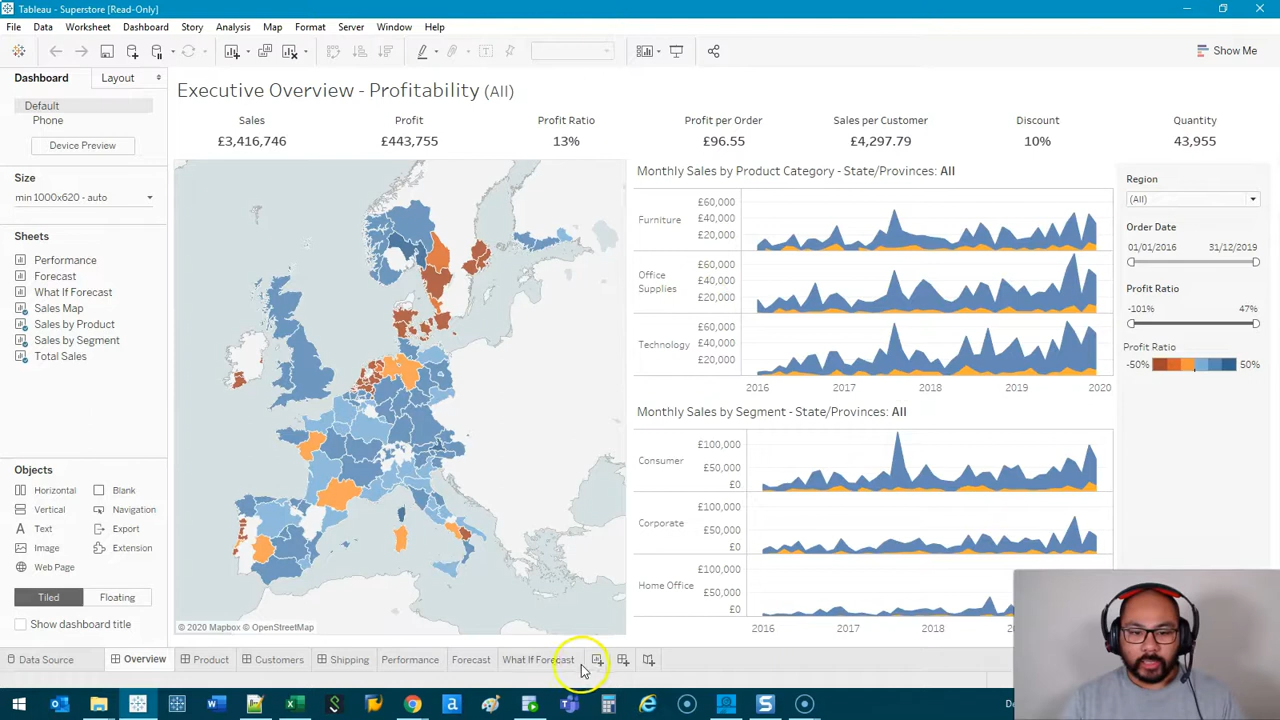 Tableau - Superstore [Read-Only]
File Data Worksheet Dashboard Story Analysis Map Format Server Window Help
Show Me
Dashboard Layout
Default
Phone
Device Preview
Size
min 1000x620 - auto
Sheets
Performance
Forecast
What If Forecast
Sales Map
Sales by Product
Sales by Segment
Total Sales
Objects
Horizontal Blank
Vertical Navigation
Text Export
Image Extension
Web Page
Tiled Floating
Show dashboard title
Executive Overview - Profitability (All)
Sales Profit Profit Ratio Profit per Order Sales per Customer Discount Quantity
£3,416,746 £443,755 13% £96.55 £4,297.79 10% 43,955
© 2020 Mapbox © OpenStreetMap
Monthly Sales by Product Category - State/Provinces: All
Furniture
£60,000
£40,000
£20,000
Office
Supplies
£60,000
£40,000
£20,000
Technology
£60,000
£40,000
£20,000
2016 2017 2018 2019 2020
Monthly Sales by Segment - State/Provinces: All
Consumer
£100,000
£50,000
£0
Corporate
£100,000
£50,000
£0
Home Office
£100,000
£50,000
£0
2016 2017 2018
Region
(All)
Order Date
01/01/2016 31/12/2019
Profit Ratio
-101% 47%
Profit Ratio
-50% 50%
Data Source Overview Product Customers Shipping Performance Forecast What If Forecast